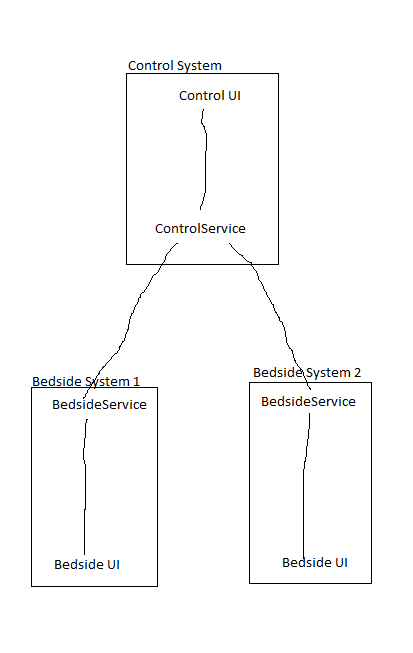 Control System
Control UI
ControlService
Bedside System 1
BedsideService
Bedside UI
Bedside System 2
BedsideService
Bedside UI